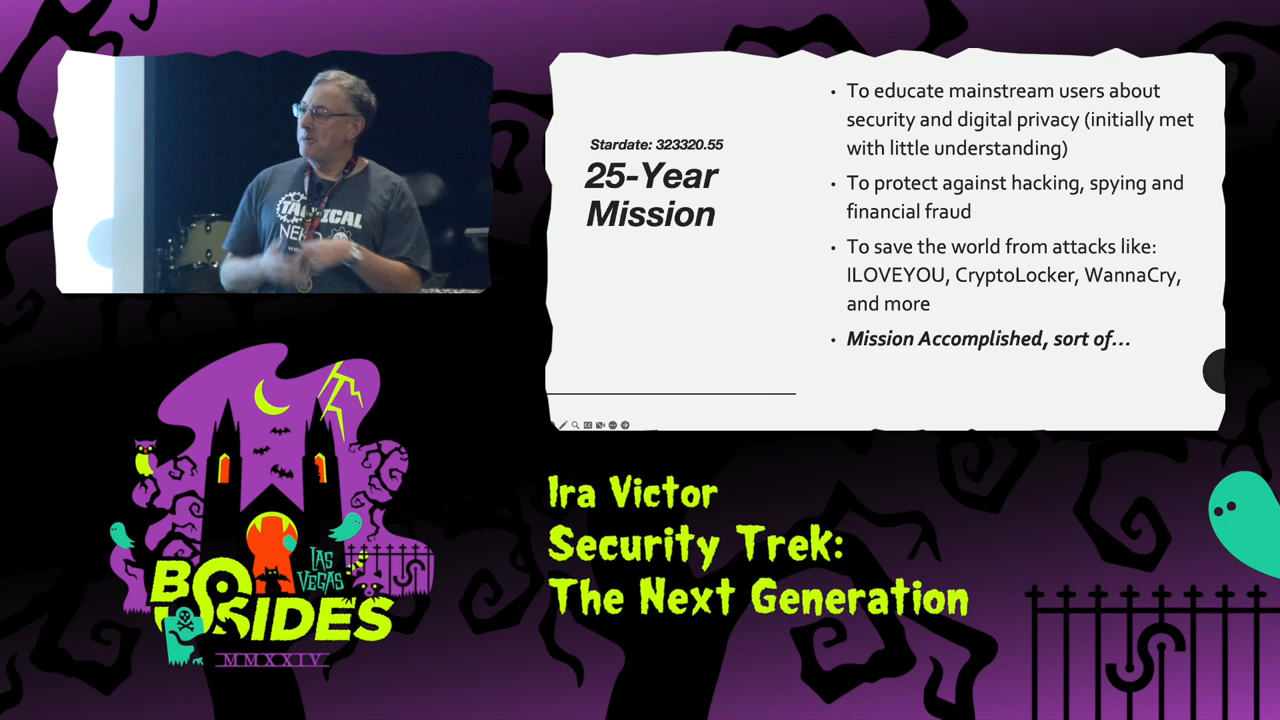 TACTICAL
Stardate: 323320.55
25-Year
Mission
• To educate mainstream users about
security and digital privacy (initially met
with little understanding)
• To protect against hacking, spying and
financial fraud
• To save the world from attacks like:
ILOVEYOU, CryptoLocker, WannaCry,
and more
• Mission Accomplished, sort of...
LAS
VEGAS
BSIDES
MMXXIV
Ira Victor
Security Trek:
The Next Generation